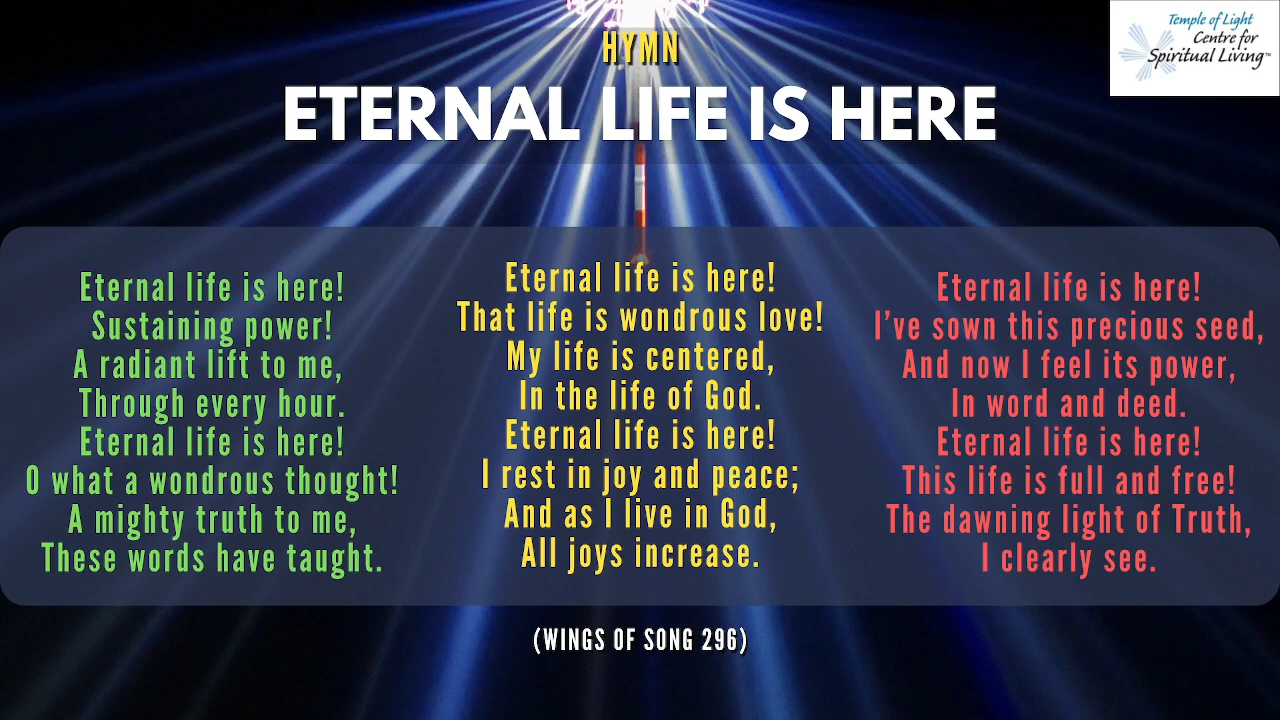 Temple of Light
Centre for
Spiritual Living™
HYMN
ETERNAL LIFE IS HERE
Eternal life is here!
Sustaining power!
A radiant lift to me,
Through every hour.
Eternal life is here!
O what a wondrous thought!
A mighty truth to me,
These words have taught.
Eternal life is here!
That life is wondrous love!
My life is centered,
In the life of God.
Eternal life is here!
I rest in joy and peace;
And as I live in God,
All joys increase.
Eternal life is here!
I’ve sown this precious seed,
And now I feel its power,
In word and deed.
Eternal life is here!
This life is full and free!
The dawning light of Truth,
I clearly see.
(WINGS OF SONG 296)